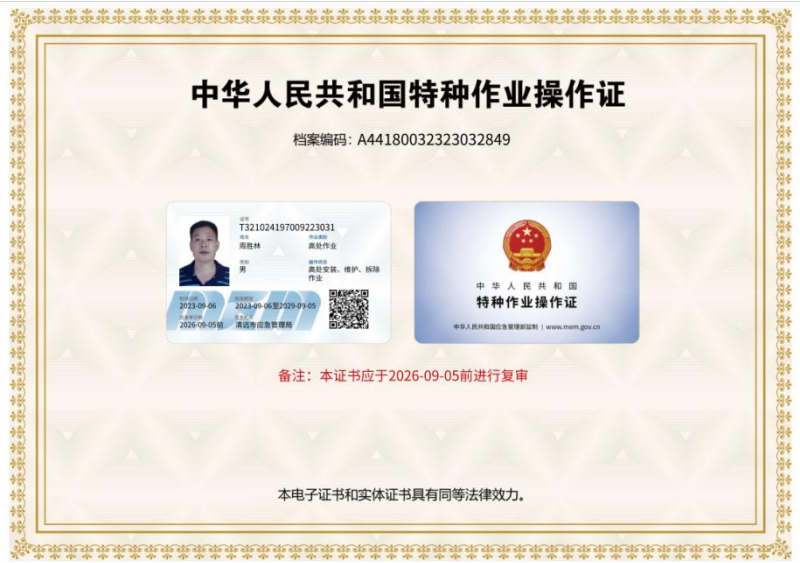 中华人民共和国特种作业操作证
档案编码：A44180032323032849
证号
T321024197009223031
姓名 作业类别
周胜林 高处作业
性别 操作项目
男 高处安装、维护、拆除
作业
初领日期 有效期限
2023-09-06 2023-09-06至2029-09-05
应复审日期 签发机关
2026-09-05前 清远市应急管理局
中华人民共和国
特种作业操作证
中华人民共和国应急管理部监制 | www.mem.gov.cn
备注：本证书应于2026-09-05前进行复审
本电子证书和实体证书具有同等法律效力。